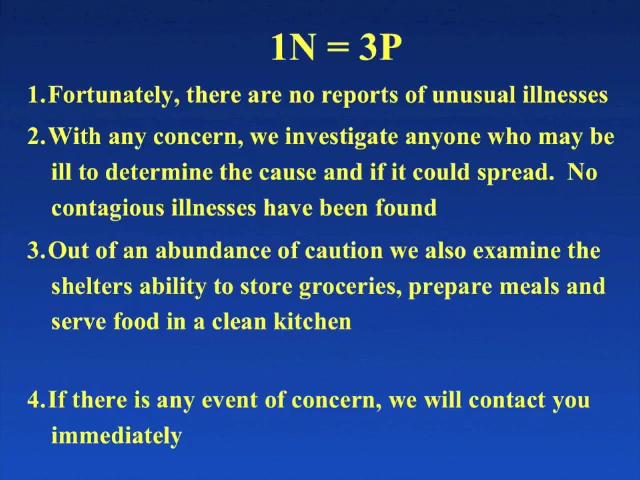 1N = 3P
1.Fortunately, there are no reports of unusual illnesses
2.With any concern, we investigate anyone who may be
ill to determine the cause and if it could spread.  No
contagious illnesses have been found
3.Out of an abundance of caution we also examine the
shelters ability to store groceries, prepare meals and
serve food in a clean kitchen
4.If there is any event of concern, we will contact you
immediately